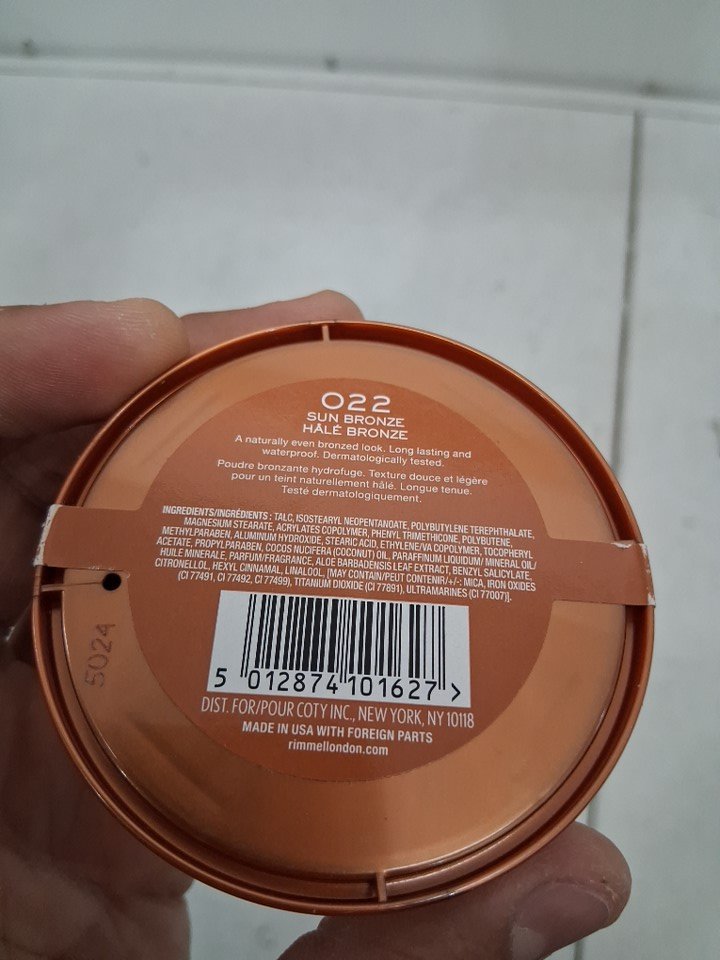 022
SUN BRONZE
HÂLÉ BRONZE
A naturally even bronzed look. Long lasting and
waterproof. Dermatologically tested.
Poudre bronzante hydrofuge. Texture douce et légère
pour un teint naturellement hâlé. Longue tenue.
Testé dermatologiquement.
INGREDIENTS/INGRÉDIENTS : TALC, ISOSTEARYL NEOPENTANOATE, POLYBUTYLENE TEREPHTHALATE,
MAGNESIUM STEARATE, ACRYLATES COPOLYMER, PHENYL TRIMETHICONE, POLYBUTENE,
METHYLPARABEN, ALUMINUM HYDROXIDE, STEARIC ACID, ETHYLENE/VA COPOLYMER, TOCOPHERYL
ACETATE, PROPYLPARABEN, COCOS NUCIFERA (COCONUT) OIL, PARAFFINUM LIQUIDUM/ MINERAL OIL/
HUILE MINERALE, PARFUM/FRAGRANCE, ALOE BARBADENSIS LEAF EXTRACT, BENZYL SALICYLATE,
CITRONELLOL, HEXYL CINNAMAL, LINALOOL, [MAY CONTAIN/PEUT CONTENIR/+/-: MICA, IRON OXIDES
(CI 77491, CI 77492, CI 77499), TITANIUM DIOXIDE (CI 77891), ULTRAMARINES (CI 77007)].
5024
5 012874 101627 >
DIST. FOR/POUR COTY INC., NEW YORK, NY 10118
MADE IN USA WITH FOREIGN PARTS
rimmellondon.com